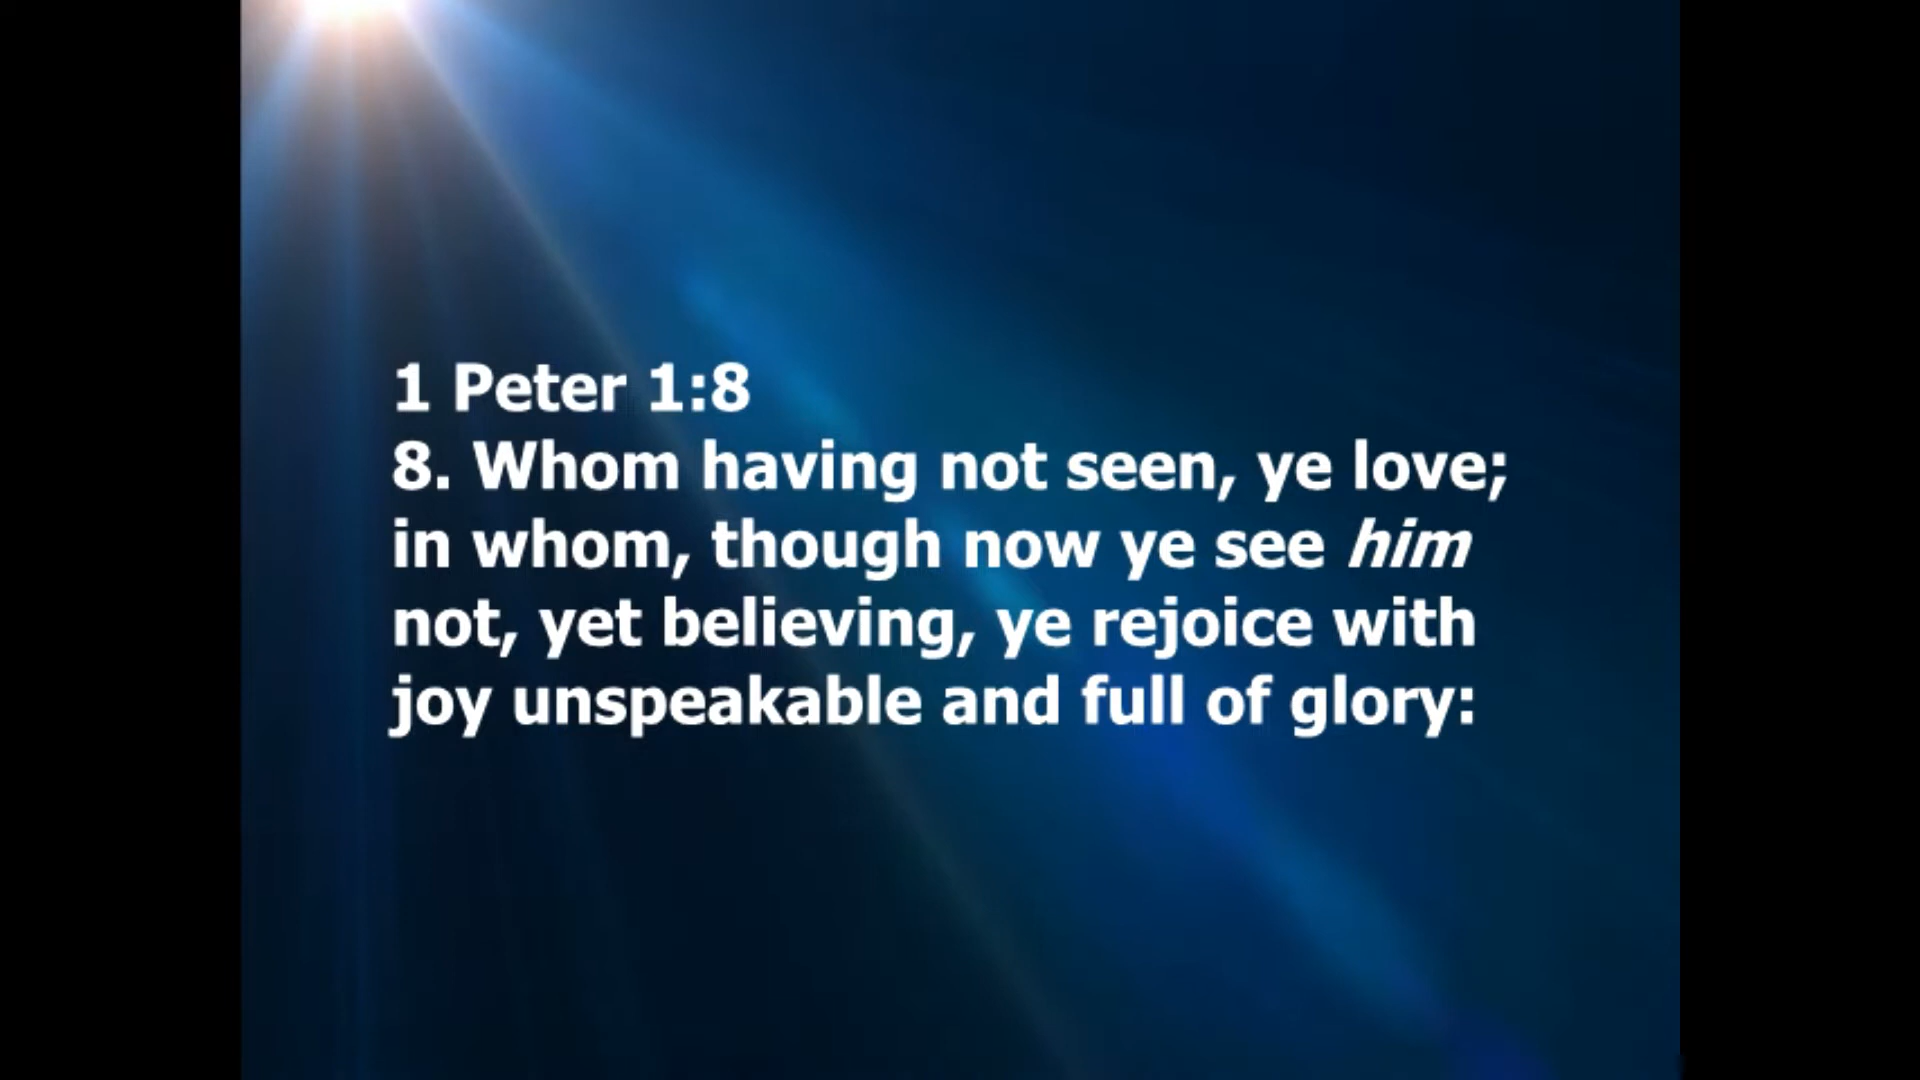 1 Peter 1:8
8. Whom having not seen, ye love;
in whom, though now ye see him
not, yet believing, ye rejoice with
joy unspeakable and full of glory: